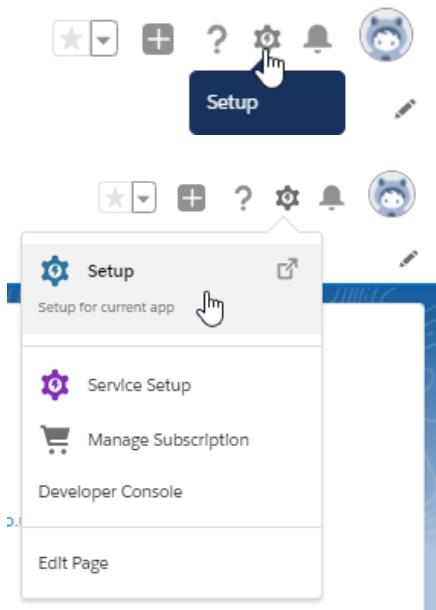 Setup
Setup
Setup for current app
Service Setup
Manage Subscription
Developer Console
Edit Page